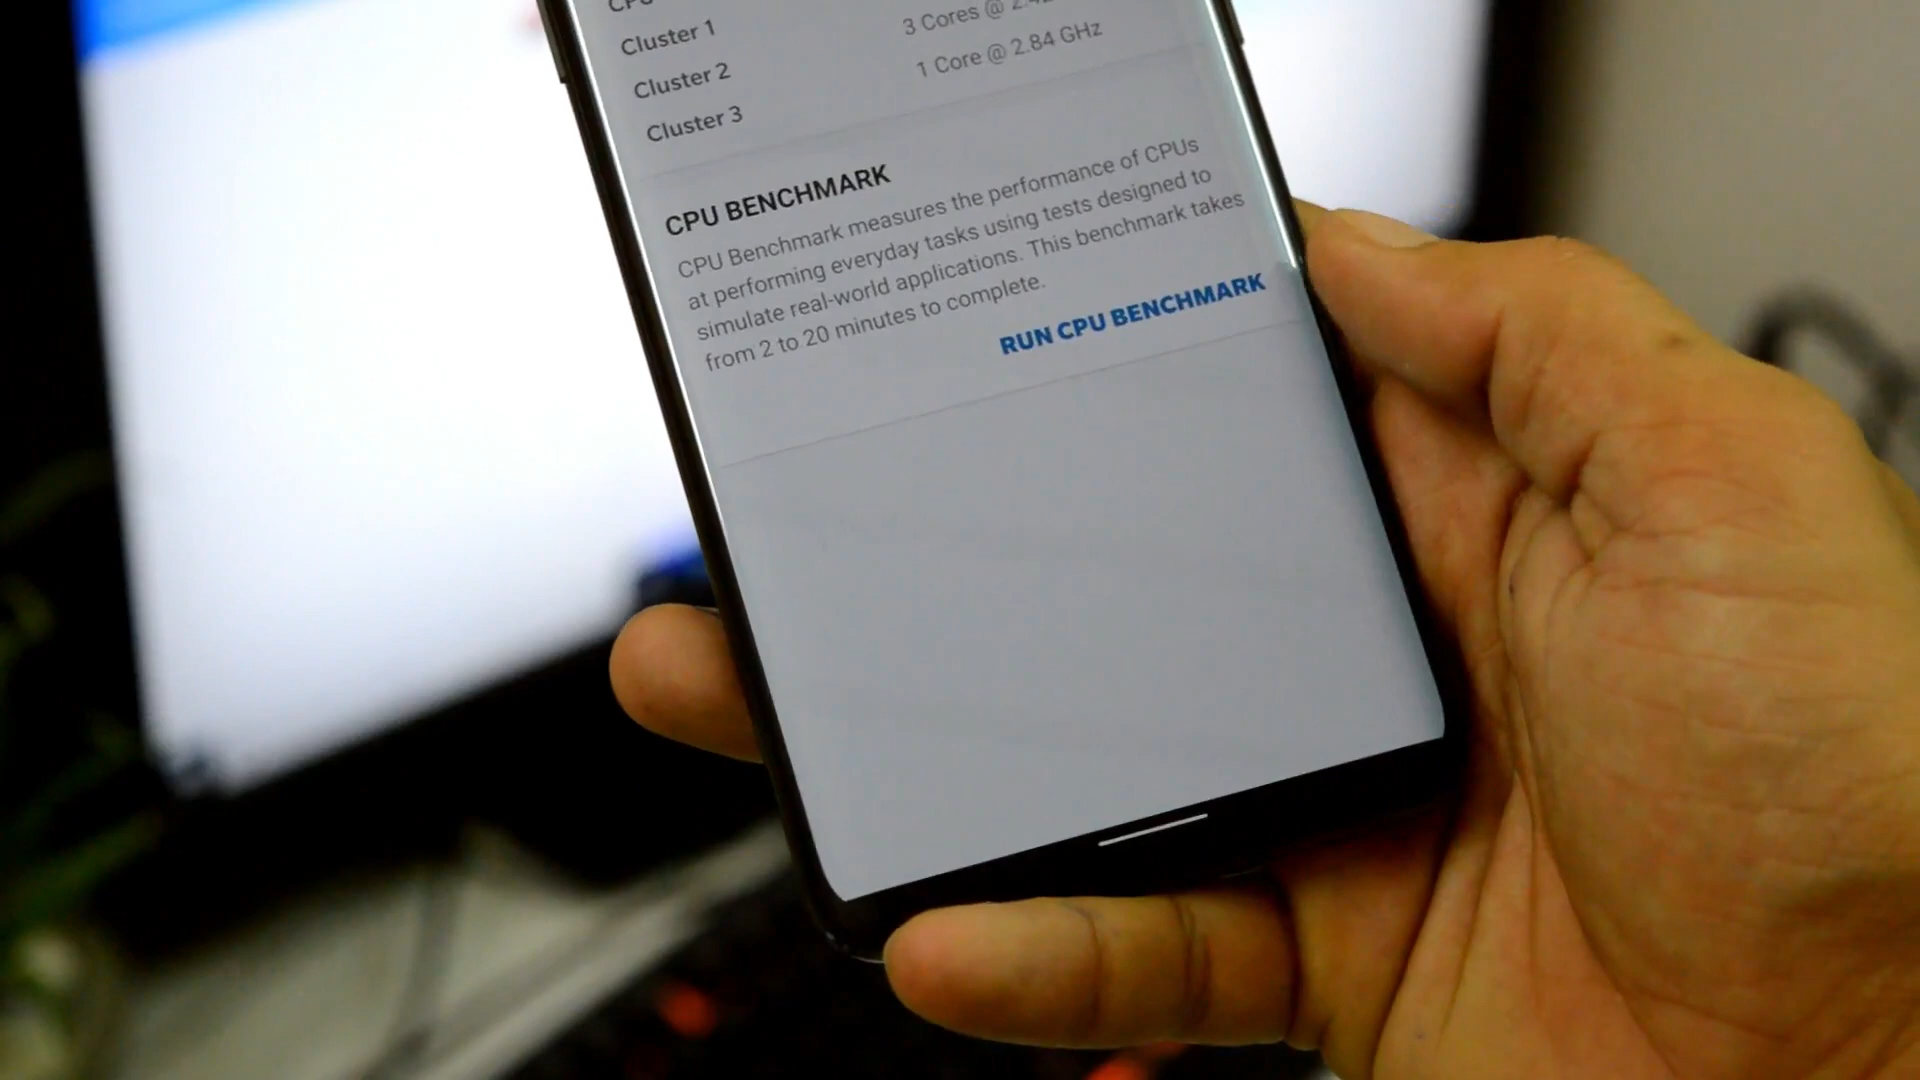 CPU
Cluster 1
3 Cores @
Cluster 2
1 Core @ 2.84 GHz
Cluster 3
CPU BENCHMARK
CPU Benchmark measures the performance of CPUs
at performing everyday tasks using tests designed to
simulate real-world applications. This benchmark takes
from 2 to 20 minutes to complete.
RUN CPU BENCHMARK